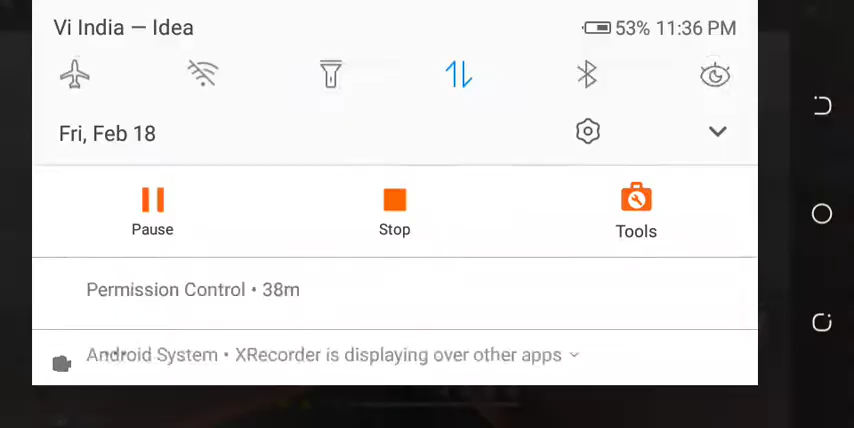 Vi India — Idea
53% 11:36 PM
Fri, Feb 18
Pause
Stop
Tools
Permission Control • 38m
Android System • XRecorder is displaying over other apps